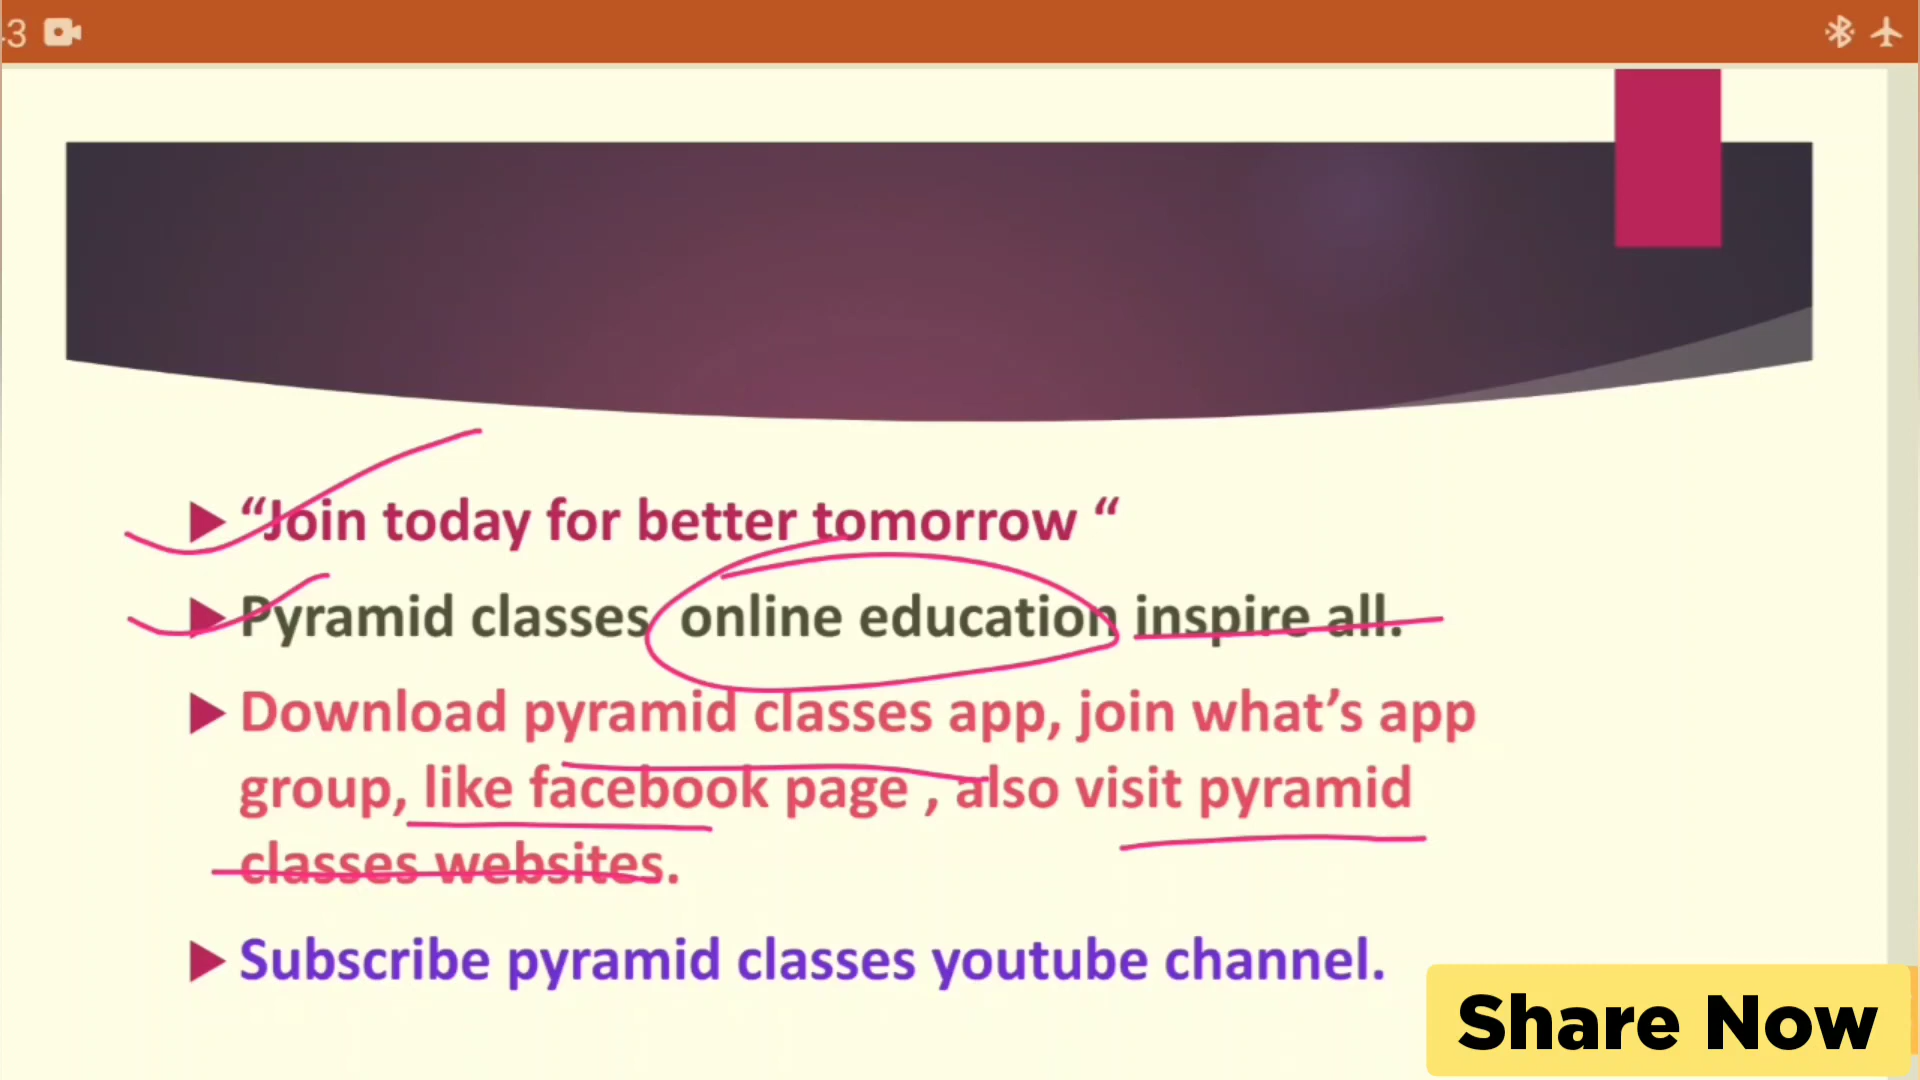 3
“Join today for better tomorrow “
Pyramid classes online education inspire all.
Download pyramid classes app, join what’s app
group, like facebook page , also visit pyramid
classes websites.
Subscribe pyramid classes youtube channel.
Share Now